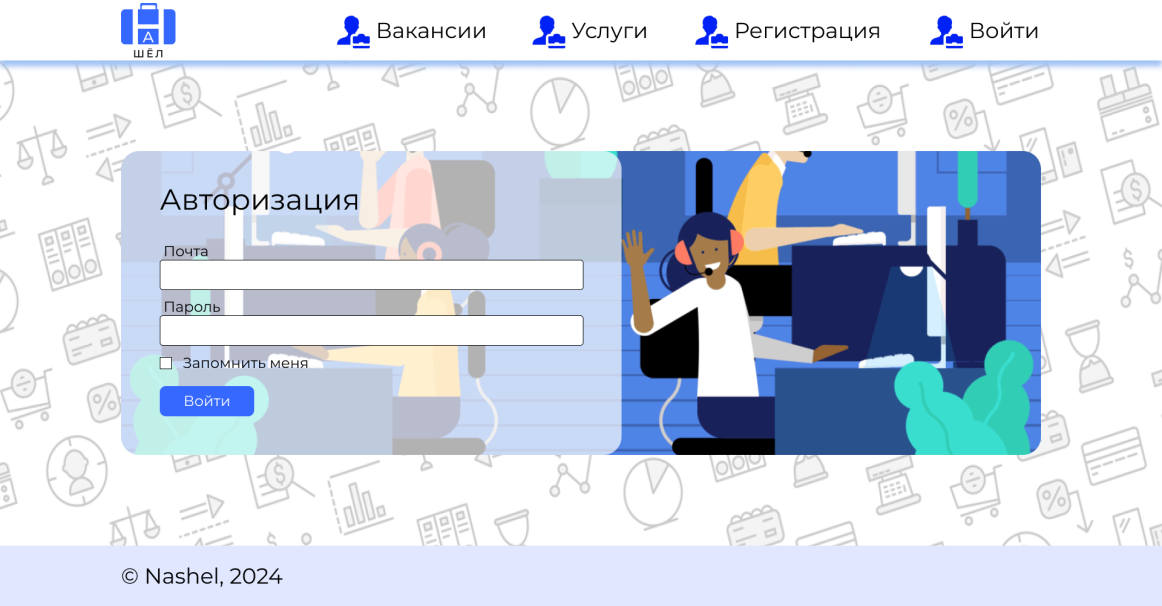 Н
А
ШЁЛ
Вакансии
Услуги
Регистрация
Войти
Авторизация
Почта
Пароль
Запомнить меня
Войти
© Nashel, 2024